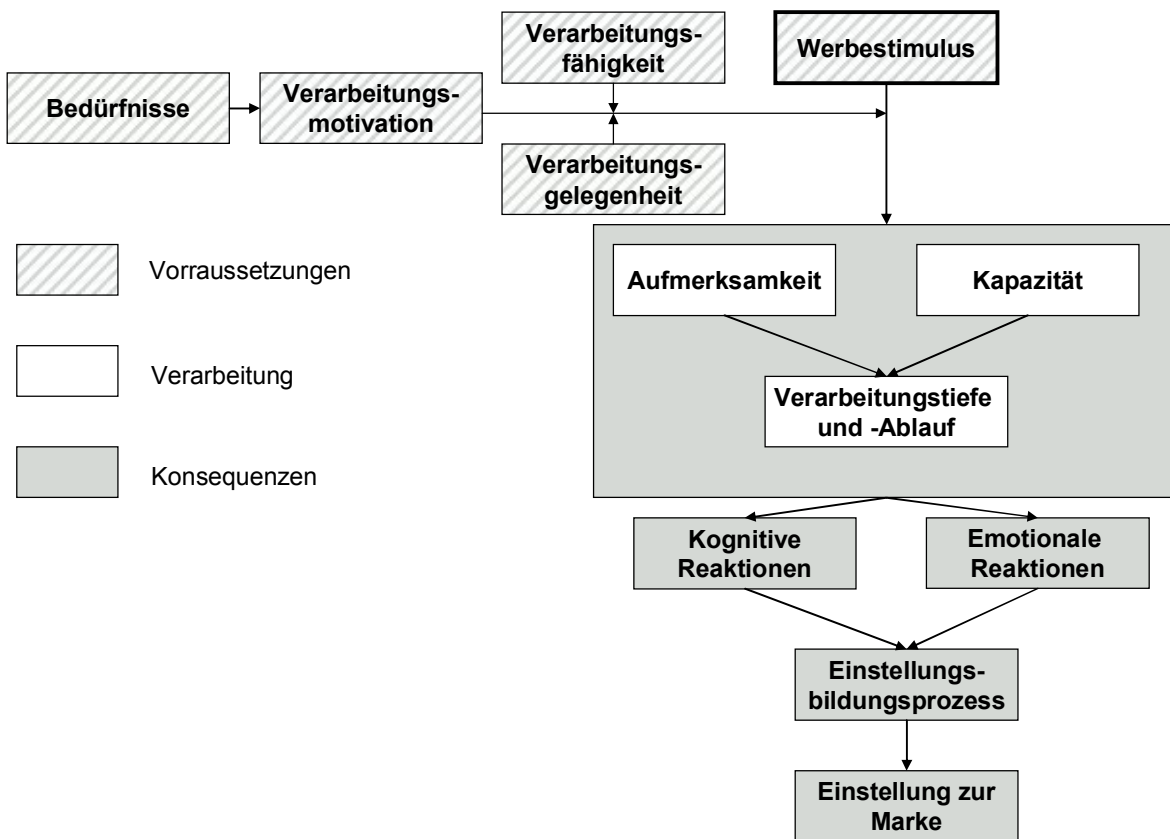 Verarbeitungs-
fähigkeit
Werbestimulus
Bedürfnisse
Verarbeitungs-
motivation
Verarbeitungs-
gelegenheit
Vorraussetzungen
Verarbeitung
Konsequenzen
Aufmerksamkeit
Kapazität
Verarbeitungstiefe
und -Ablauf
Kognitive
Reaktionen
Emotionale
Reaktionen
Einstellungs-
bildungsprozess
Einstellung zur
Marke